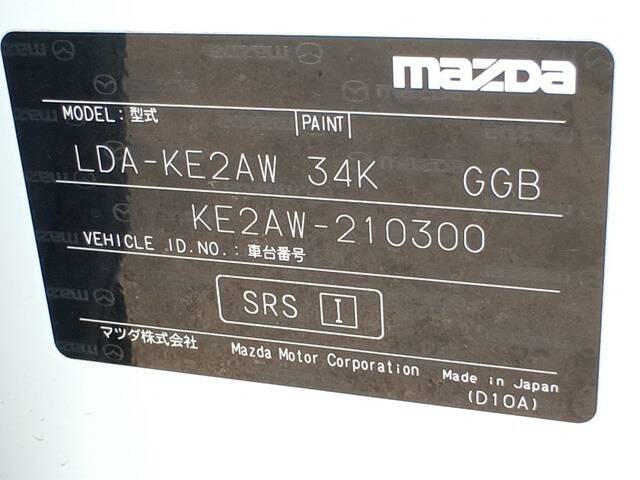 mazda
MODEL:型式 PAINT
LDA-KE2AW 34K GGB
KE2AW-210300
VEHICLE ID.NO.:車台番号
SRS I
マツダ株式会社 Mazda Motor Corporation Made in Japan
(D10A)